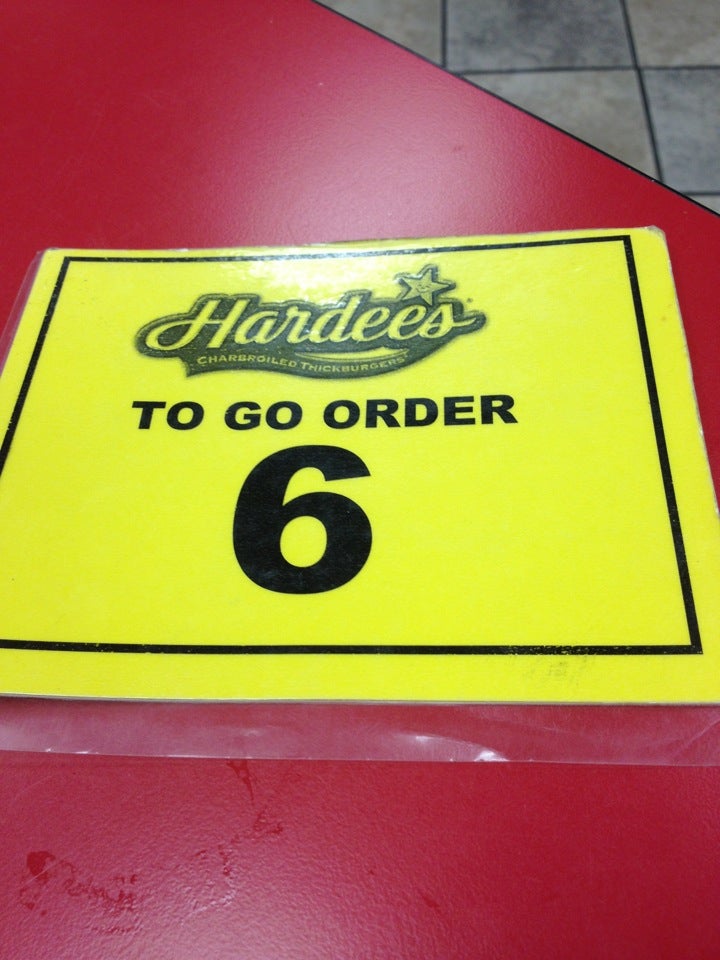 Hardee's
CHARBROILED THICKBURGERS
TO GO ORDER
6